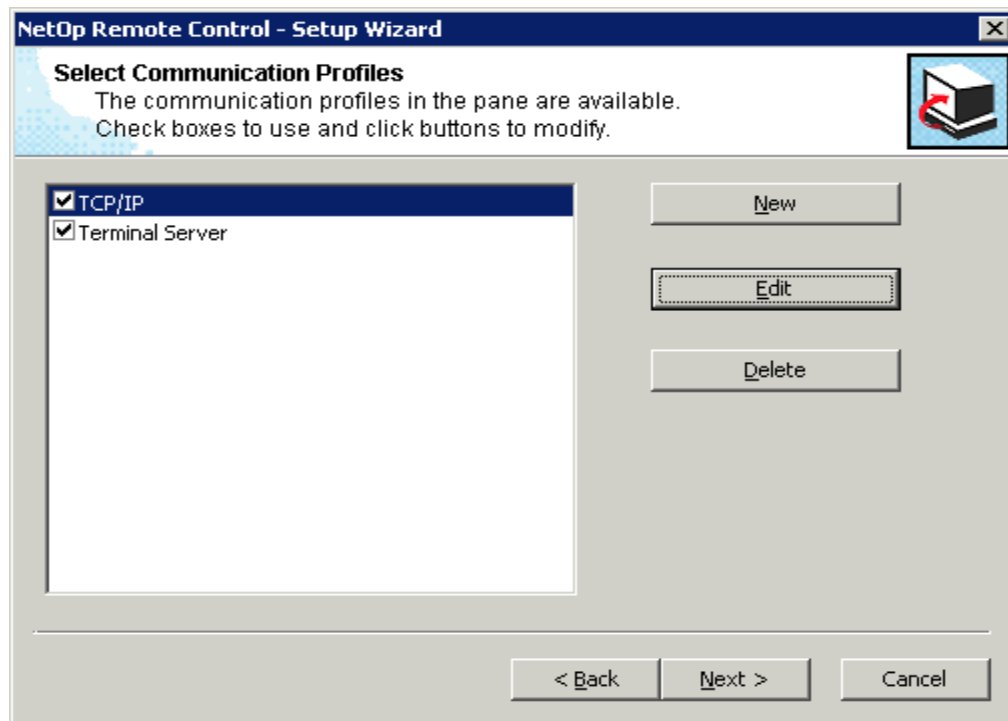 NetOp Remote Control - Setup Wizard
Select Communication Profiles
The communication profiles in the pane are available.
Check boxes to use and click buttons to modify.
TCP/IP
Terminal Server
New
Edit
Delete
< Back
Next >
Cancel